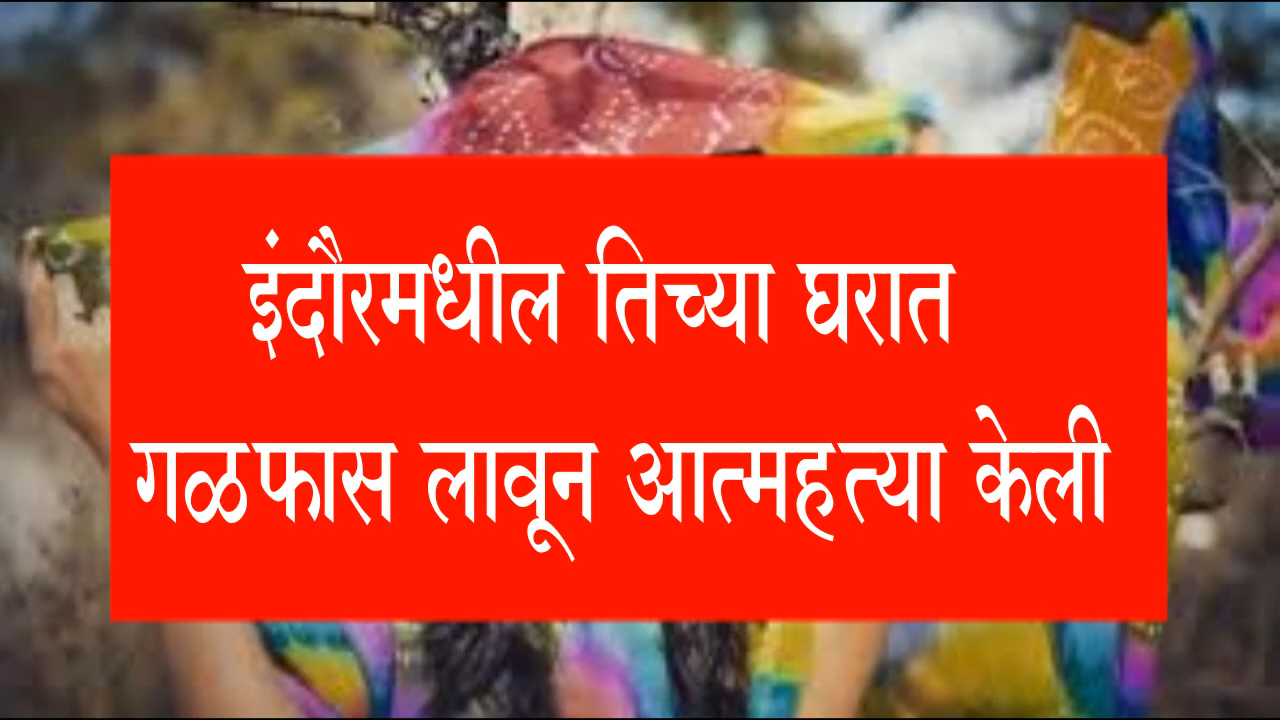 इंदौरमधील तिच्या घरात
गळफास लावून आत्महत्या केली